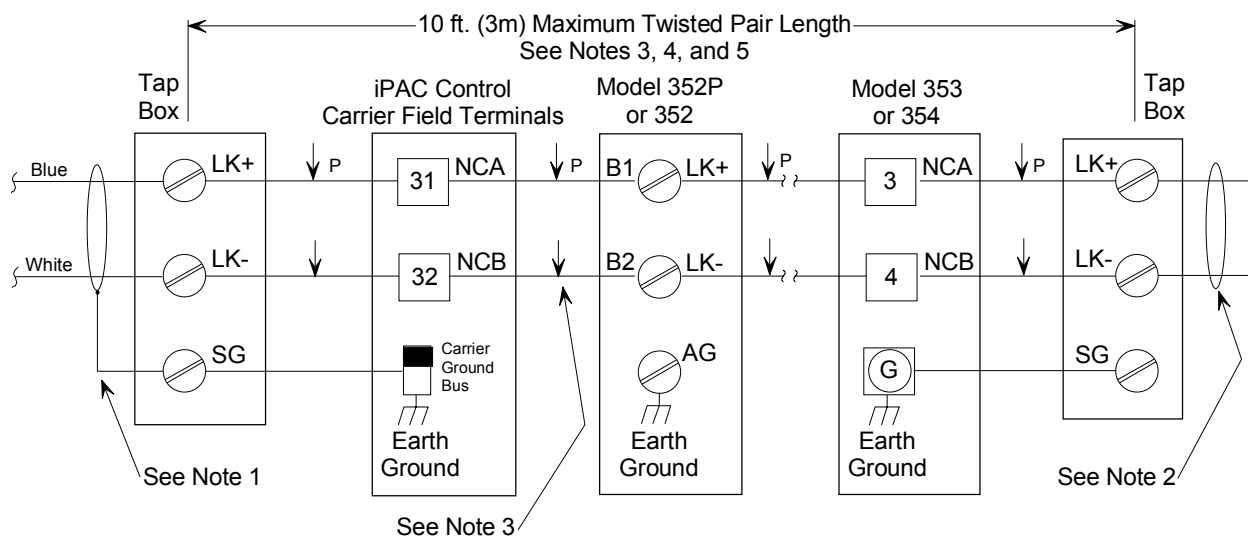 10 ft. (3m) Maximum Twisted Pair Length
See Notes 3, 4, and 5
Tap
Box
iPAC Control
Carrier Field Terminals
Model 352P
or 352
Model 353
or 354
Tap
Box
Blue
LK+
P
31
NCA
P
B1
LK+
P
3
NCA
P
LK+
White
LK-
32
NCB
B2
LK-
4
NCB
LK-
SG
Carrier
Ground
Bus
AG
G
SG
Earth
Ground
Earth
Ground
Earth
Ground
See Note 1
See Note 2
See Note 3